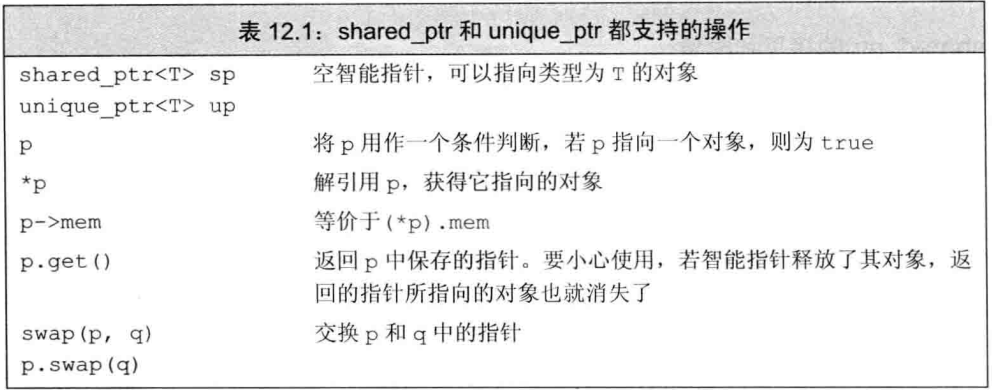 表 12.1：shared_ptr 和 unique_ptr 都支持的操作
shared_ptr<T> sp 空智能指针，可以指向类型为 T 的对象
unique_ptr<T> up
p 将 p 用作一个条件判断，若 p 指向一个对象，则为 true
*p 解引用 p，获得它指向的对象
p->mem 等价于(*p).mem
p.get() 返回 p 中保存的指针。要小心使用，若智能指针释放了其对象，返
回的指针所指向的对象也就消失了
swap(p, q) 交换 p 和 q 中的指针
p.swap(q)